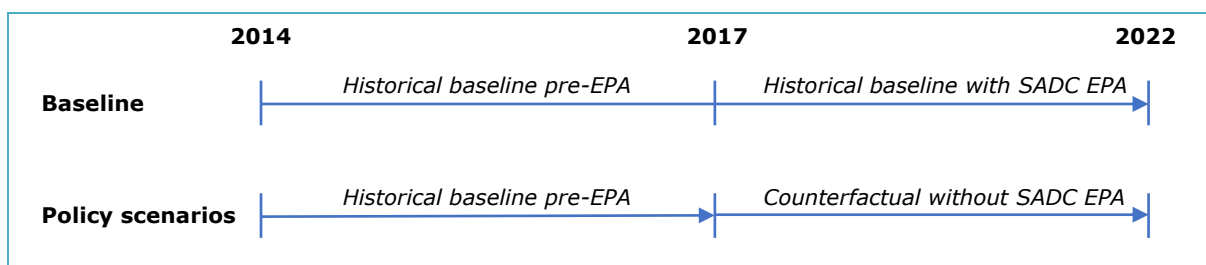 2014 2017 2022
Historical baseline pre-EPA Historical baseline with SADC EPA
Baseline
Historical baseline pre-EPA Counterfactual without SADC EPA
Policy scenarios